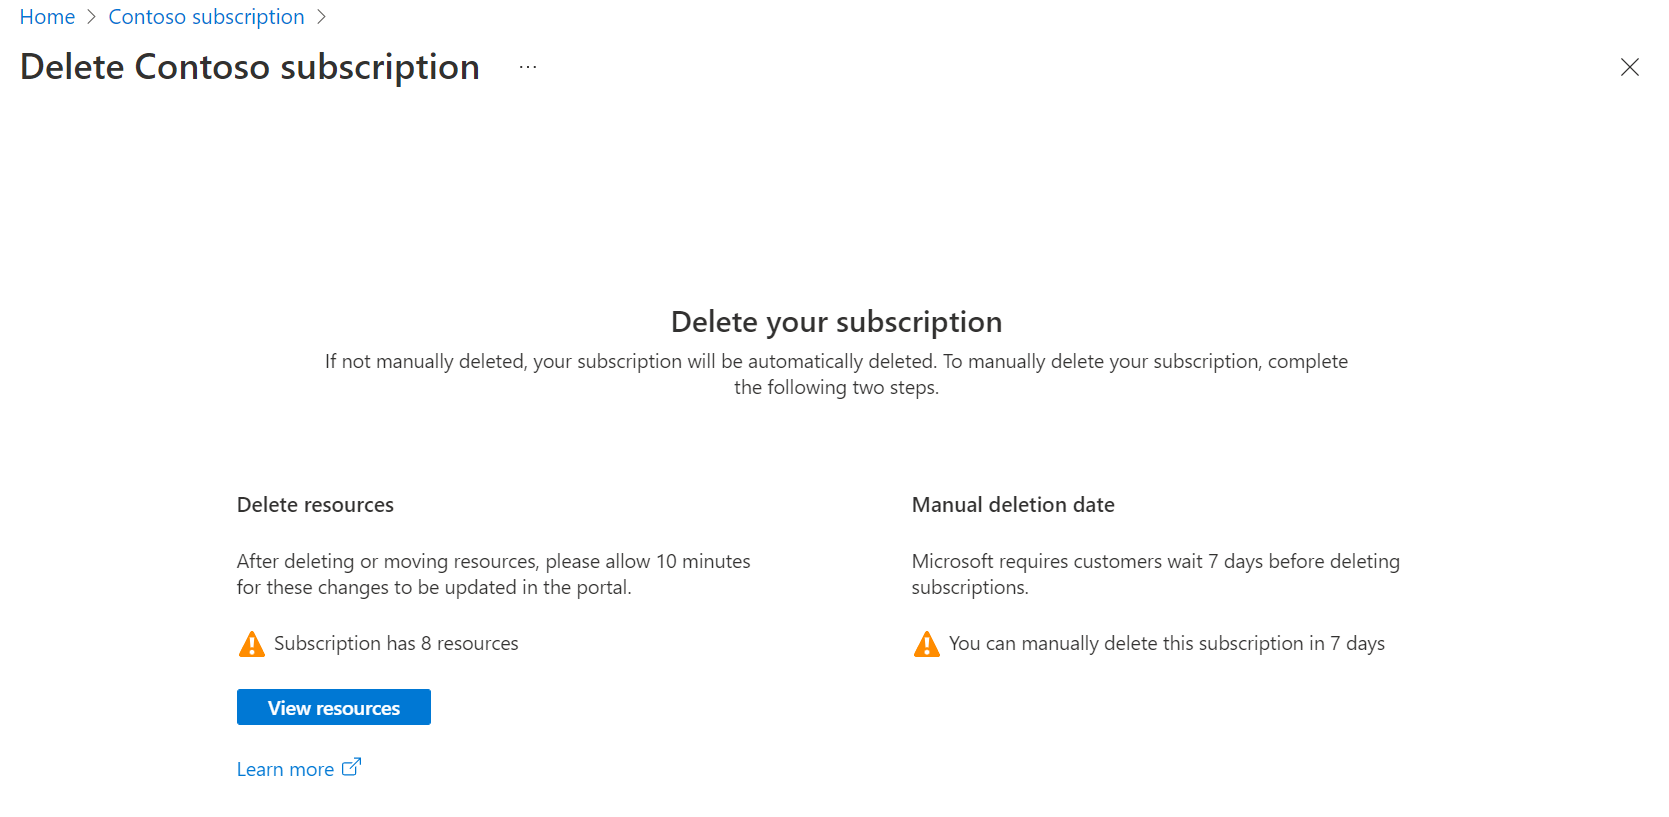 Home > Contoso subscription >
Delete Contoso subscription ...
Delete your subscription
If not manually deleted, your subscription will be automatically deleted. To manually delete your subscription, complete
the following two steps.
Delete resources
After deleting or moving resources, please allow 10 minutes
for these changes to be updated in the portal.
Subscription has 8 resources
View resources
Learn more
Manual deletion date
Microsoft requires customers wait 7 days before deleting
subscriptions.
You can manually delete this subscription in 7 days